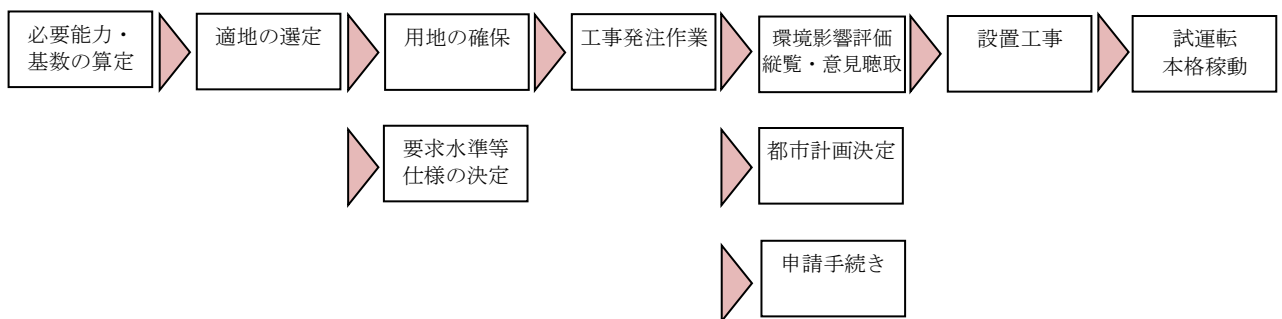 必要能力・
基数の算定
適地の選定
用地の確保
工事発注作業
環境影響評価
縦覧・意見聴取
設置工事
試運転
本格稼動
要求水準等
仕様の決定
都市計画決定
申請手続き